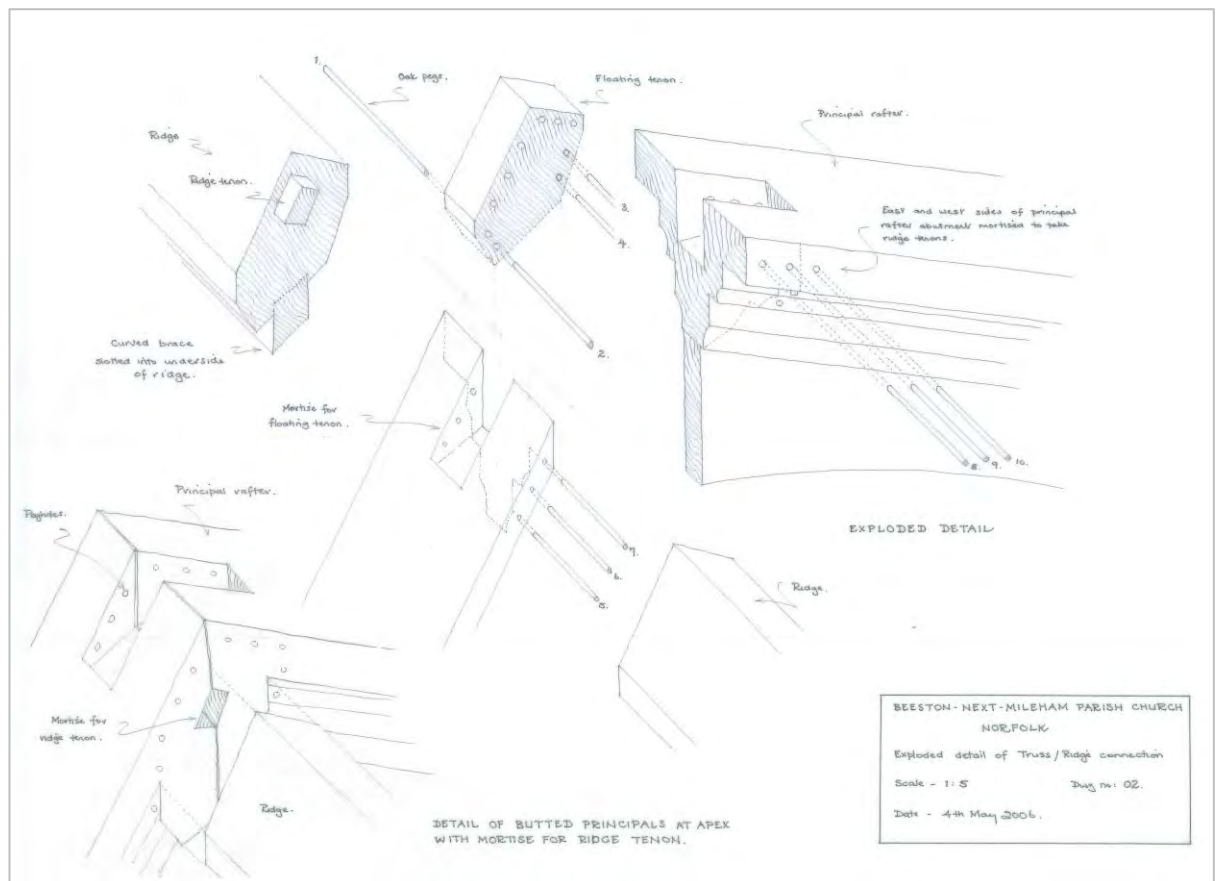 1.
Oak pegs.
Floating tenon.
Principal rafter.
Ridge
Ridge tenon.
3.
4.
East and west sides of principal
rafter abutment mortised to take
ridge tenons.
2.
Curved brace
slotted into underside
of ridge.
Mortise for
floating tenon.
8.
9.
10.
Principal rafter.
Pegholes.
EXPLODED DETAIL
7.
6.
5.
Ridge.
Mortise for
ridge tenon.
Ridge.
DETAIL OF BUTTED PRINCIPALS AT APEX
WITH MORTISE FOR RIDGE TENON.
BEESTON-NEXT-MILEHAM PARISH CHURCH
NORFOLK
Exploded detail of Truss/Ridge connection
Scale - 1:5
Dwg no: 02.
Date - 4th May 2006.